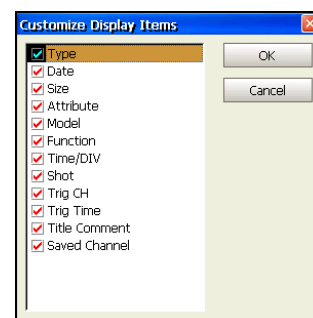 Customize Display Items
Type
Date
Size
Attribute
Model
Function
Time/DIV
Shot
Trig CH
Trig Time
Title Comment
Saved Channel
OK
Cancel